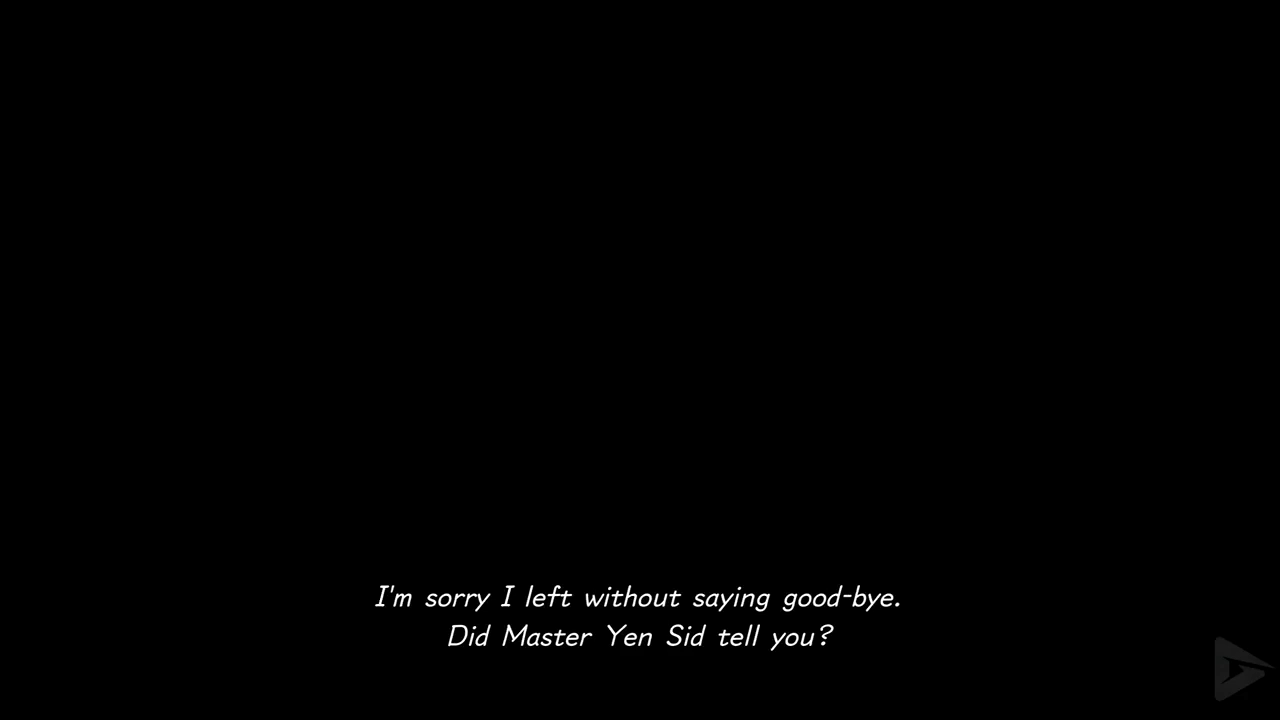 I'm sorry I left without saying good-bye.
Did Master Yen Sid tell you?